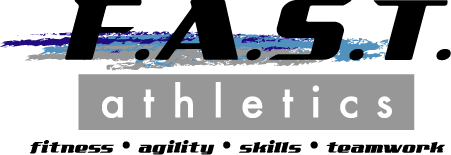 F.A.S.T.
athletics
fitness • agility • skills • teamwork